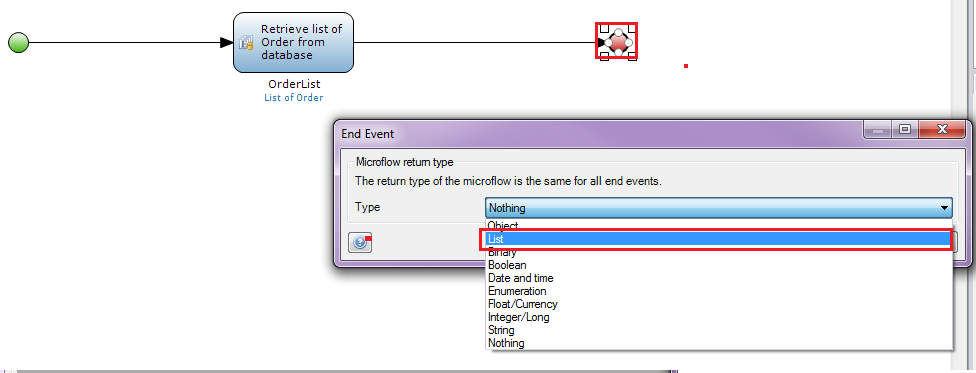 Retrieve list of
Order from
database
OrderList
List of Order
End Event
Microflow return type
The return type of the microflow is the same for all end events.
Type
Nothing
Object
List
Binary
Boolean
Date and time
Enumeration
Float/Currency
Integer/Long
String
Nothing